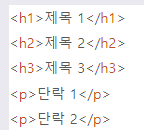 <h1>제목 1</h1>
<h2>제목 2</h2>
<h3>제목 3</h3>
<p>단락 1</p>
<p>단락 2</p>